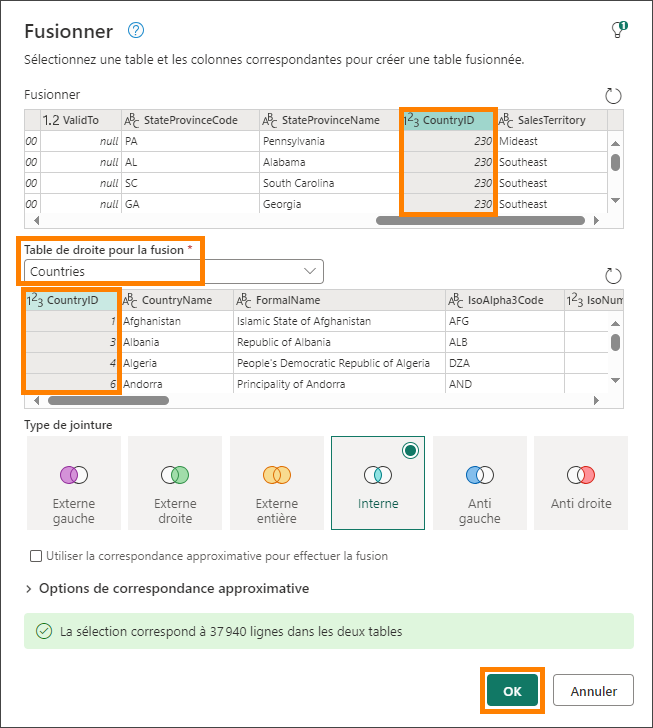 Fusionner ? 1
Sélectionnez une table et les colonnes correspondantes pour créer une table fusionnée.
Fusionner
1.2 ValidTo ABC StateProvinceCode ABC StateProvinceName 123 CountryID ABC SalesTerritory
00 null PA Pennsylvania 230 Mideast
00 null AL Alabama 230 Southeast
00 null SC South Carolina 230 Southeast
00 null GA Georgia 230 Southeast
Table de droite pour la fusion *
Countries
123 CountryID ABC CountryName ABC FormalName ABC IsoAlpha3Code 123 IsoNum
1 Afghanistan Islamic State of Afghanistan AFG
3 Albania Republic of Albania ALB
4 Algeria People's Democratic Republic of Algeria DZA
6 Andorra Principality of Andorra AND
Type de jointure
Externe gauche
Externe droite
Externe entière
Interne
Anti gauche
Anti droite
Utiliser la correspondance approximative pour effectuer la fusion
Options de correspondance approximative
La sélection correspond à 37 940 lignes dans les deux tables
OK Annuler